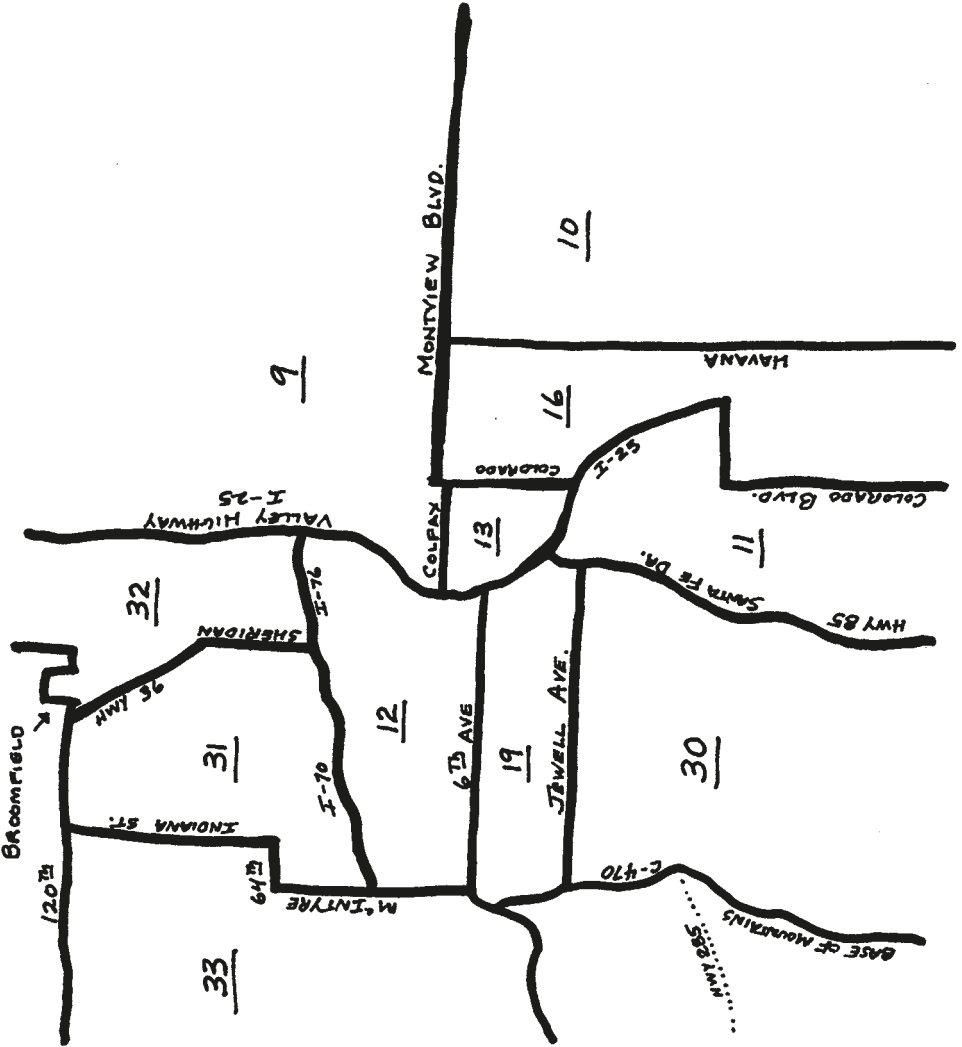 BROOMFIELD
120TH
33
64TH
INDIANA ST.
MCINTYRE
31
HWY 36
SHERIDAN
32
I-76
I-70
12
VALLEY HIGHWAY
I-25
9
MONTVIEW BLVD.
COLFAX
13
COLORADO
16
I-25
10
HAVANA
COLORADO BLVD.
11
SANTA FE DR.
HWY 85
6TH AVE
19
JEWELL AVE.
30
C-470
BASE OF MOUNTAINS
HWY 285